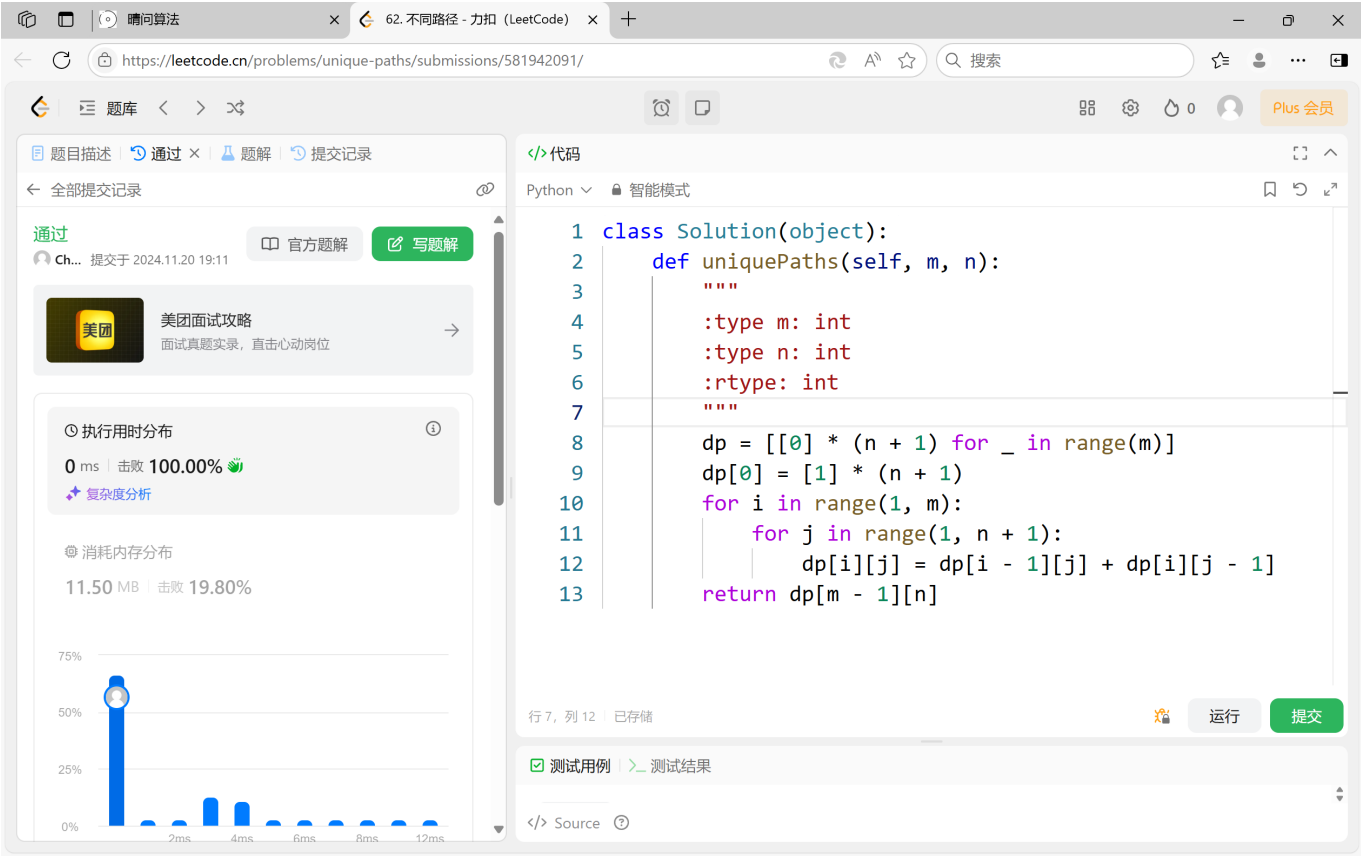 晴问算法
62. 不同路径 - 力扣（LeetCode）
https://leetcode.cn/problems/unique-paths/submissions/581942091/
搜索
题库
0
Plus 会员
题目描述
通过
题解
提交记录
全部提交记录
通过
Ch... 提交于 2024.11.20 19:11
官方题解
写题解
美团
美团面试攻略
面试真题实录，直击心动岗位
执行用时分布
0 ms 击败 100.00%
复杂度分析
消耗内存分布
11.50 MB 击败 19.80%
75%
50%
25%
0%
2ms 4ms 6ms 8ms 12ms
</>代码
Python 智能模式
1 class Solution(object):
2 def uniquePaths(self, m, n):
3 """
4 :type m: int
5 :type n: int
6 :rtype: int
7 """
8 dp = [[0] * (n + 1) for _ in range(m)]
9 dp[0] = [1] * (n + 1)
10 for i in range(1, m):
11 for j in range(1, n + 1):
12 dp[i][j] = dp[i - 1][j] + dp[i][j - 1]
13 return dp[m - 1][n]
行 7，列 12 已存储
运行
提交
测试用例
测试结果
</> Source